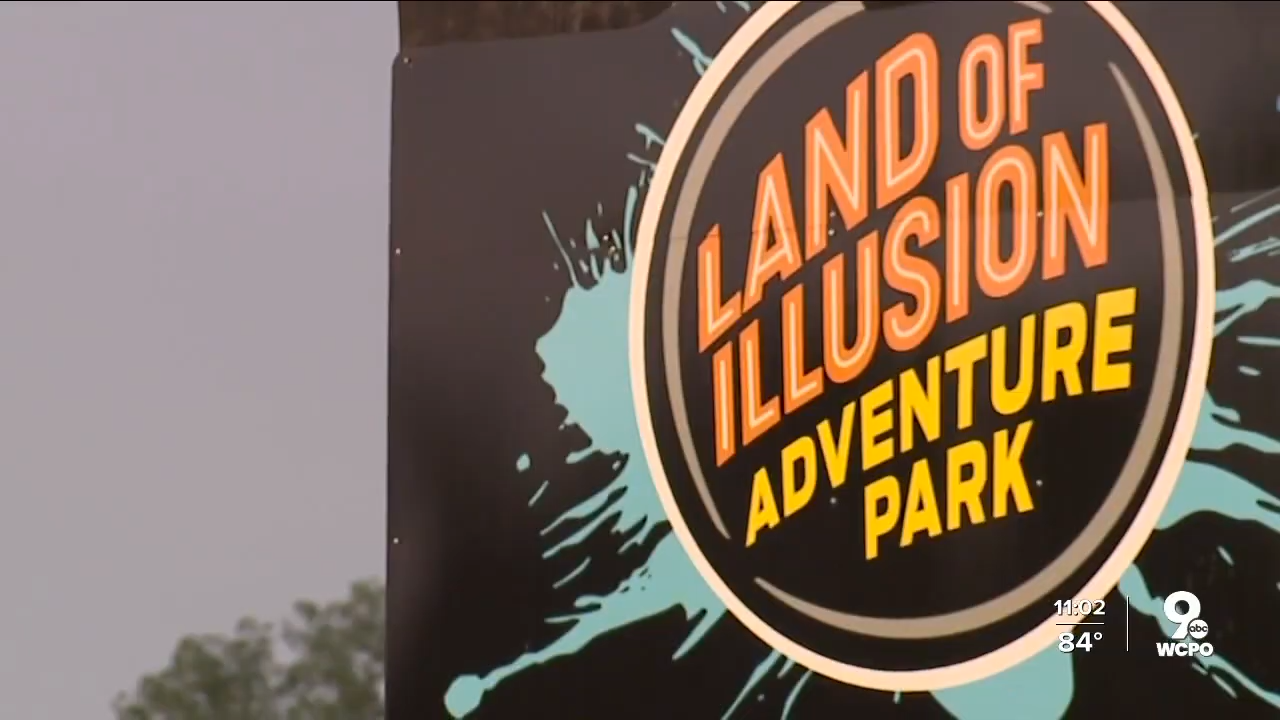 LAND OF
ILLUSION
ADVENTURE
PARK
11:02
84°
9
abc
WCPO